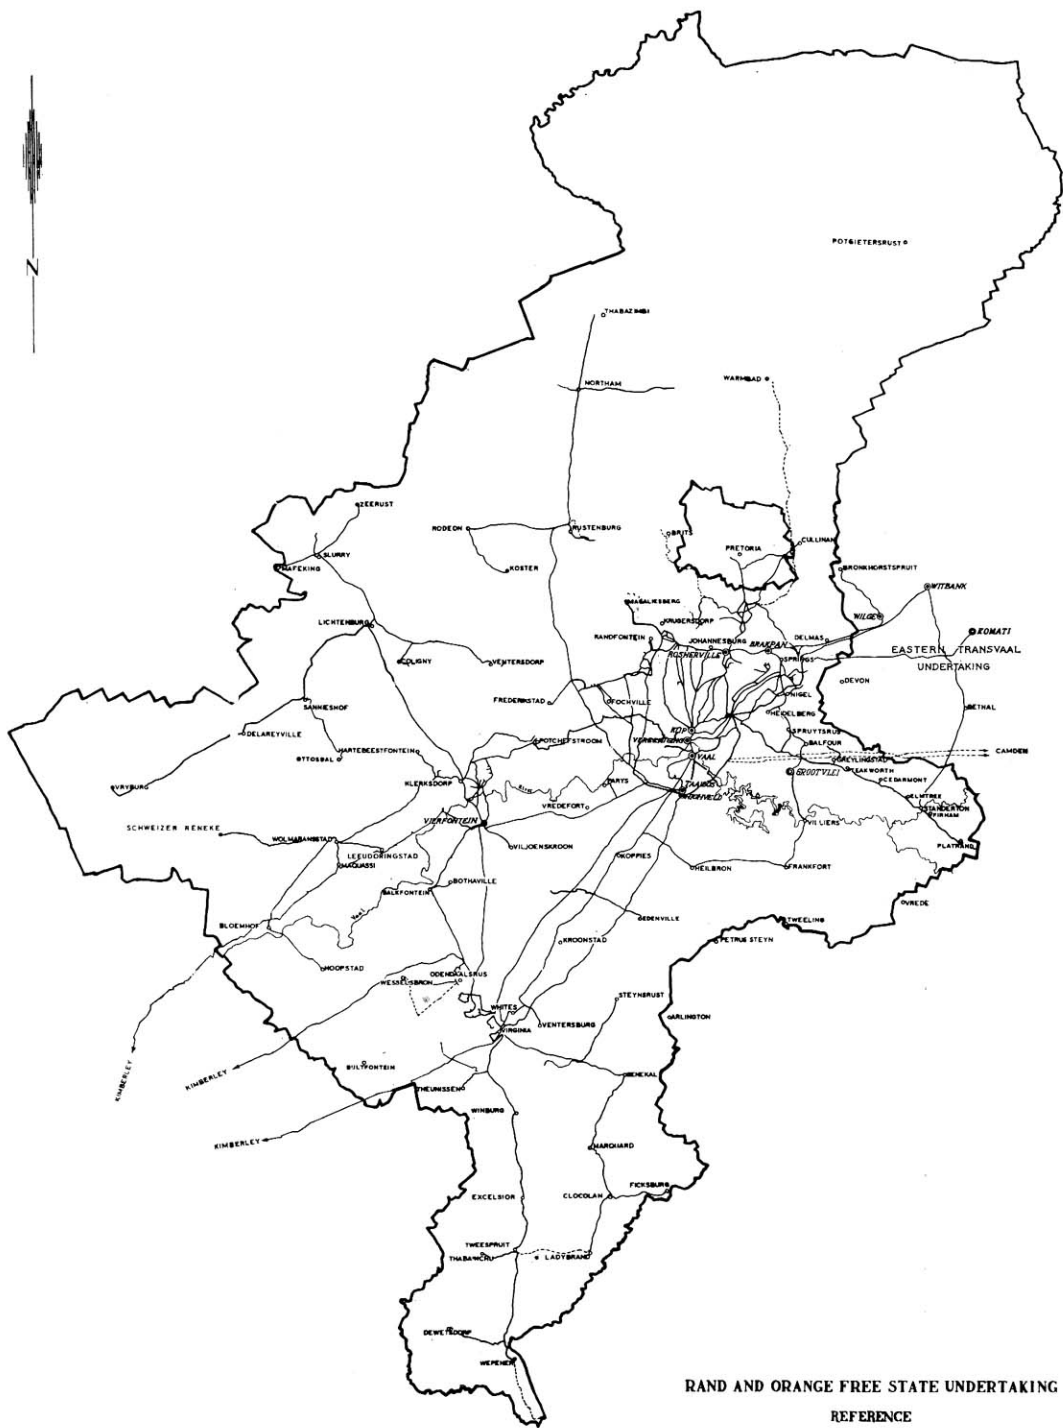 N
POTGIETERSRUST
THABAZIMBI
NORTHAM
WARMBAD
ZEERUST
RODEON
RUSTENBURG
BRITS
PRETORIA
CULLINAN
SLURRY
MAFEKING
KOSTER
BRONKHORSTSPRUIT
WITBANK
MAGALIESBERG
WILGE
KRUGERSDORP
LICHTENBURG
RANDFONTEIN
JOHANNESBURG
BRAKPAN
DELMAS
KOMATI
ROSHERVILLE
SPRINGS
EASTERN TRANSVAAL
UNDERTAKING
COLIGNY
VENTERSDORP
DEVON
FREDERIKSTAD
FOCHVILLE
NIGEL
SANNIESHOF
HEIDELBERG
BETHAL
DELAREYVILLE
KLIP
SPRUYTSRUS
POTCHEFSTROOM
VEREENIGING
BALFOUR
HARTEBEESTFONTEIN
CAMDEN
OTTOSDAL
VAAL
GREYLINGSTAD
TEAKWORTH
GROOTVLEI
KLERKSDORP
PARYS
TAAIBOS
CEDARMONT
VRYBURG
HIGHVELD
ELMTREE
VREDEFORT
STANDERTON
FIRHAM
VIERFONTEIN
VILLIERS
SCHWEIZER RENEKE
WOLMARANSSTAD
VILJOENSKROON
PLATRAND
LEEUDORINGSTAD
KOPPIES
MAQUASSI
HEILBRON
FRANKFORT
BOTHAVILLE
BALKFONTEIN
VREDE
Vaal
EDENVILLE
TWEELING
BLOEMHOF
KROONSTAD
PETRUS STEYN
HOOPSTAD
ODENDAALSRUS
WESSELSBRON
STEYNSRUST
WHITES
ARLINGTON
VENTERSBURG
VIRGINIA
KIMBERLEY
BULTFONTEIN
KIMBERLEY
SENEKAL
THEUNISSEN
WINBURG
KIMBERLEY
MARQUARD
FICKSBURG
EXCELSIOR
CLOCOLAN
TWEESPRUIT
THABA'NCHU
LADYBRAND
DEWETSDORP
WEPENER
RAND AND ORANGE FREE STATE UNDERTAKING
REFERENCE